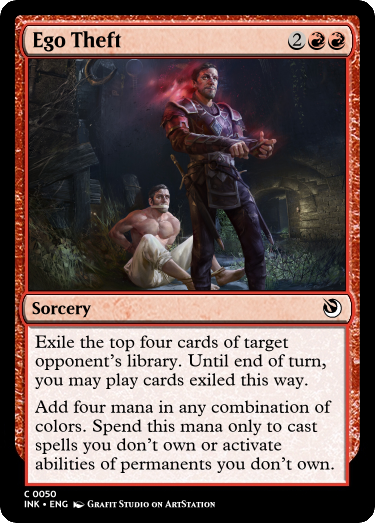 Ego Theft 2
Sorcery
Exile the top four cards of target
opponent's library. Until end of turn,
you may play cards exiled this way.
Add four mana in any combination of
colors. Spend this mana only to cast
spells you don't own or activate
abilities of permanents you don't own.
C 0050
INK • ENG Grafit Studio on ArtStation